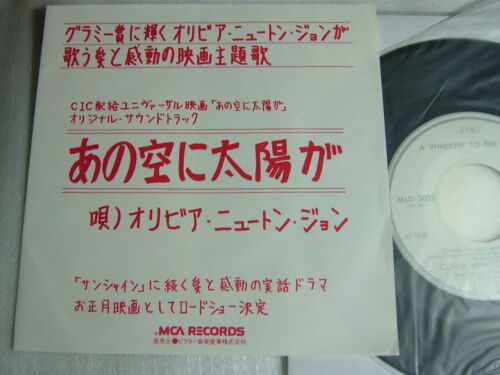 グラミー賞に輝くオリビア・ニュートン・ジョンが
歌う愛と感動の映画主題歌
CIC配給ユニヴァーサル映画「あの空に太陽が」
オリジナル・サウンドトラック
あの空に太陽が
唄)オリビア・ニュートン・ジョン
「サンシャイン」に続く愛と感動の実話ドラマ
お正月映画としてロードショー決定
MCA RECORDS
発売元●ビクター音楽産業株式会社
A WINDOW TO THE
MLD-2002
OLIVIA NEW